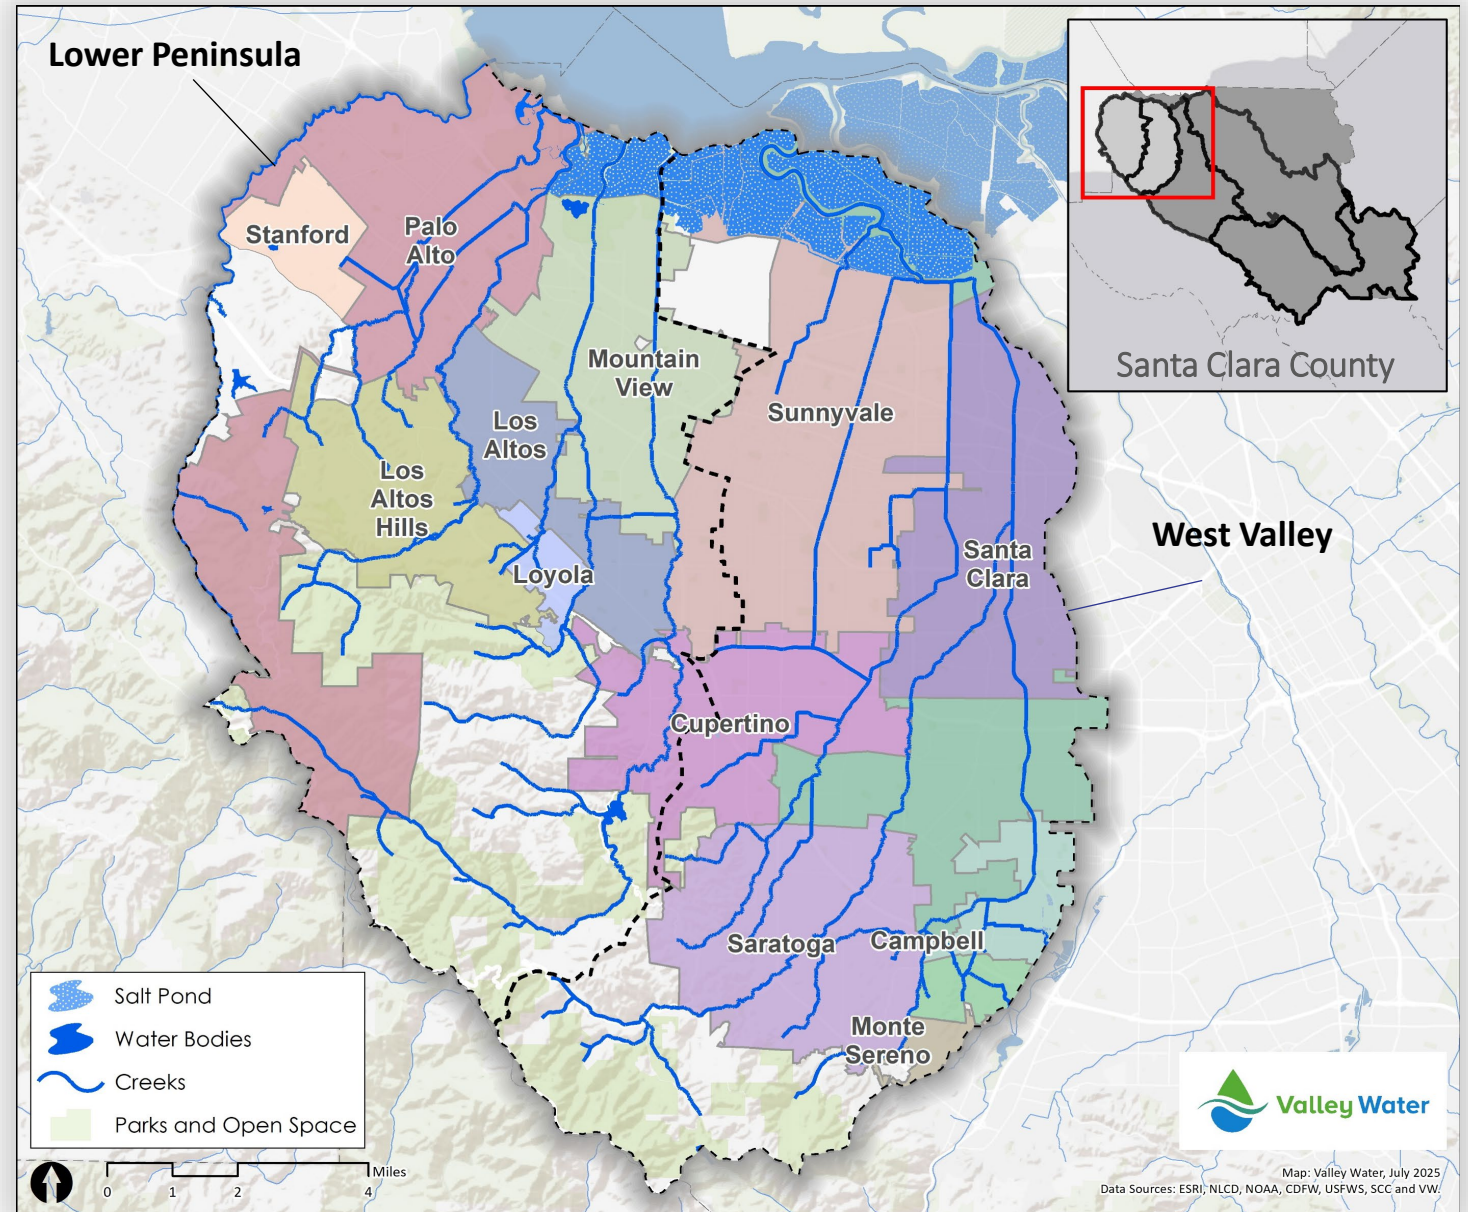 Lower Peninsula
Stanford
Palo
Alto
Mountain
View
Los
Altos
Sunnyvale
Los
Altos
Hills
Loyola
Santa
Clara
West Valley
Cupertino
Saratoga
Campbell
Monte
Sereno
Santa Clara County
Salt Pond
Water Bodies
Creeks
Parks and Open Space
0 1 2 4 Miles
Valley Water
Map: Valley Water, July 2025
Data Sources: ESRI, NLCD, NOAA, CDFW, USFWS, SCC and VW.